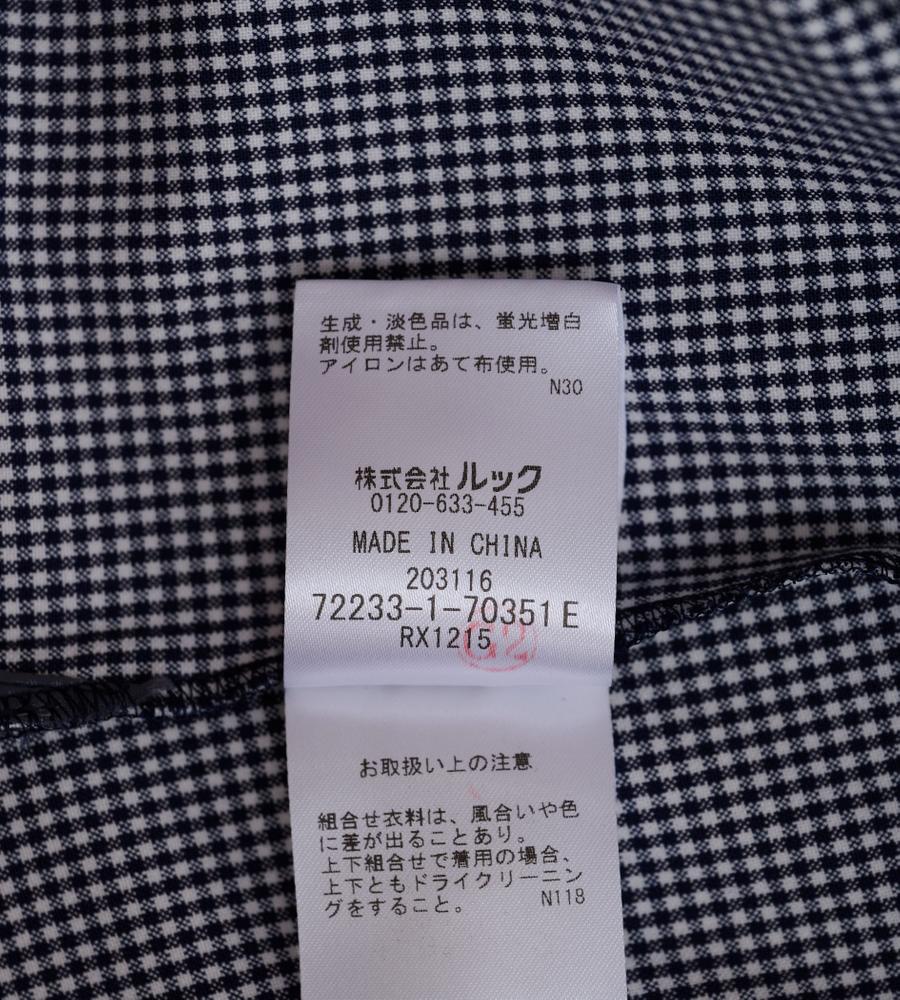 生成・淡色品は、蛍光増白
剤使用禁止。
アイロンはあて布使用。
N30
株式会社ルック
0120-633-455
MADE IN CHINA
203116
72233-1-70351E
RX1215
G2
お取扱い上の注意
組合せ衣料は、風合いや色
に差が出ることあり。
上下組合せで着用の場合、
上下ともドライクリーニン
グをすること。
N118